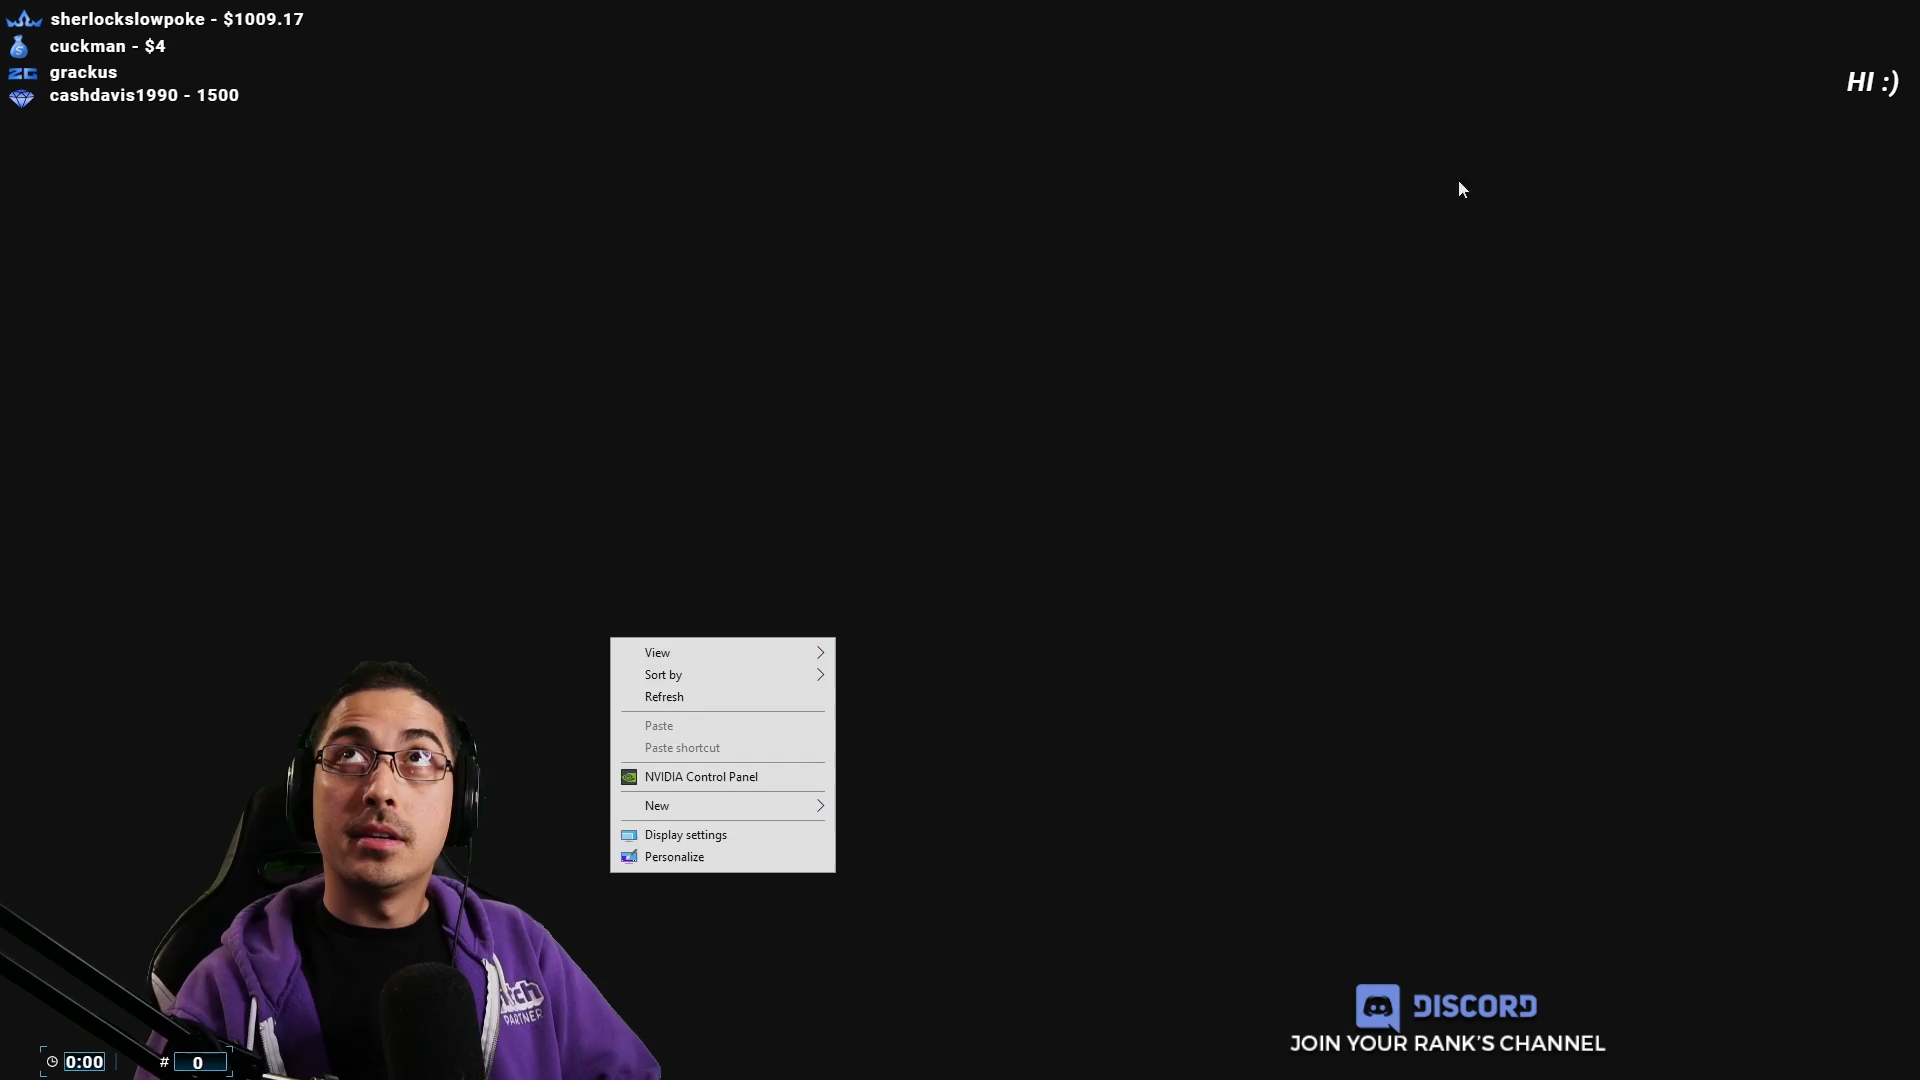 sherlockslowpoke - $1009.17
cuckman - $4
grackus
cashdavis1990 - 1500
HI :)
View
Sort by
Refresh
Paste
Paste shortcut
NVIDIA Control Panel
New
Display settings
Personalize
PARTNER
DISCORD
JOIN YOUR RANK'S CHANNEL
0:00
# 0